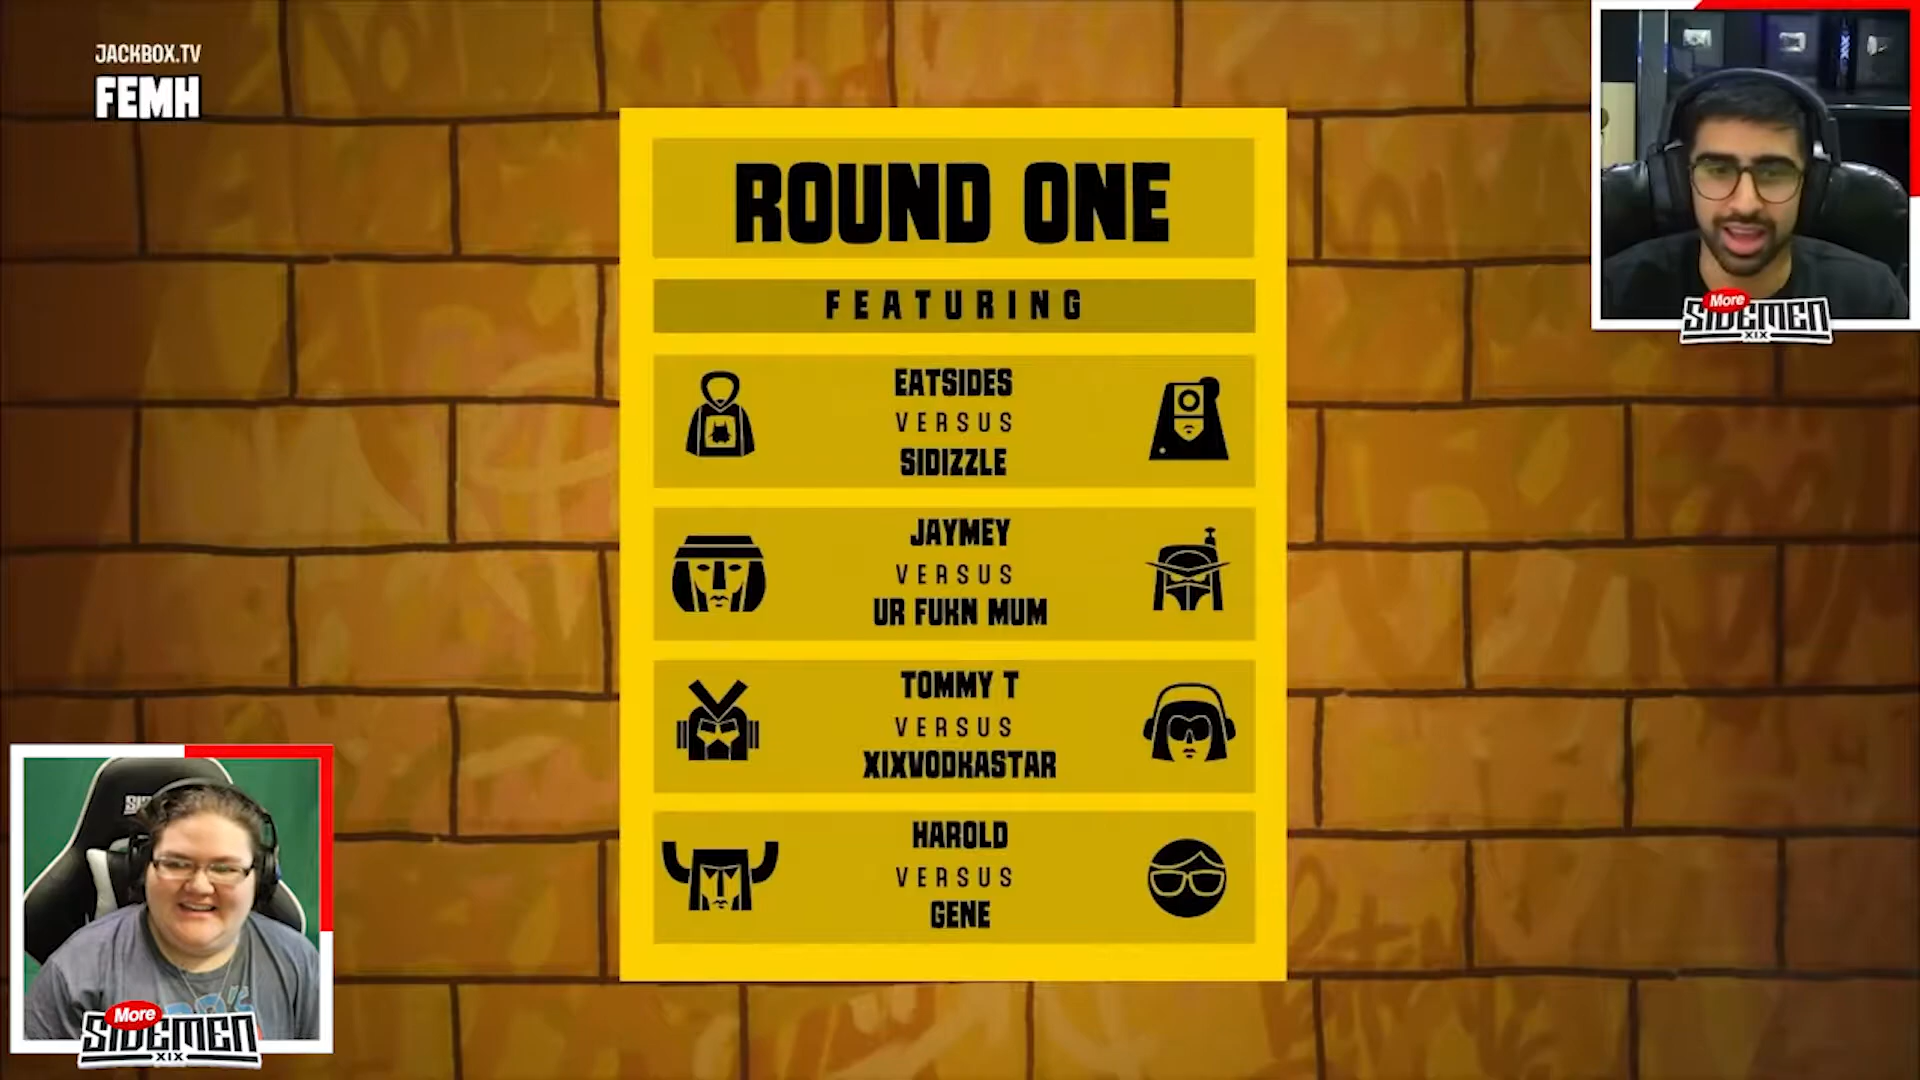 JACKBOX.TV
FEMH
ROUND ONE
FEATURING
EATSIDES
VERSUS
SIDIZZLE
JAYMEY
VERSUS
UR FUKN MUM
TOMMY T
VERSUS
XIXVODKASTAR
HAROLD
VERSUS
GENE
More
SIDEMEN
XIX
More
SIDEMEN
XIX